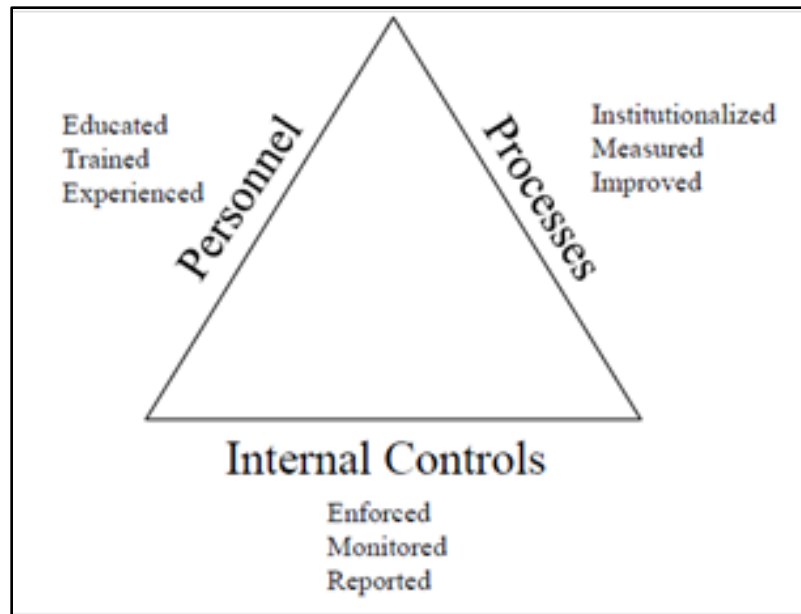 Educated
Trained
Experienced
Personnel
Processes
Institutionalized
Measured
Improved
Internal Controls
Enforced
Monitored
Reported